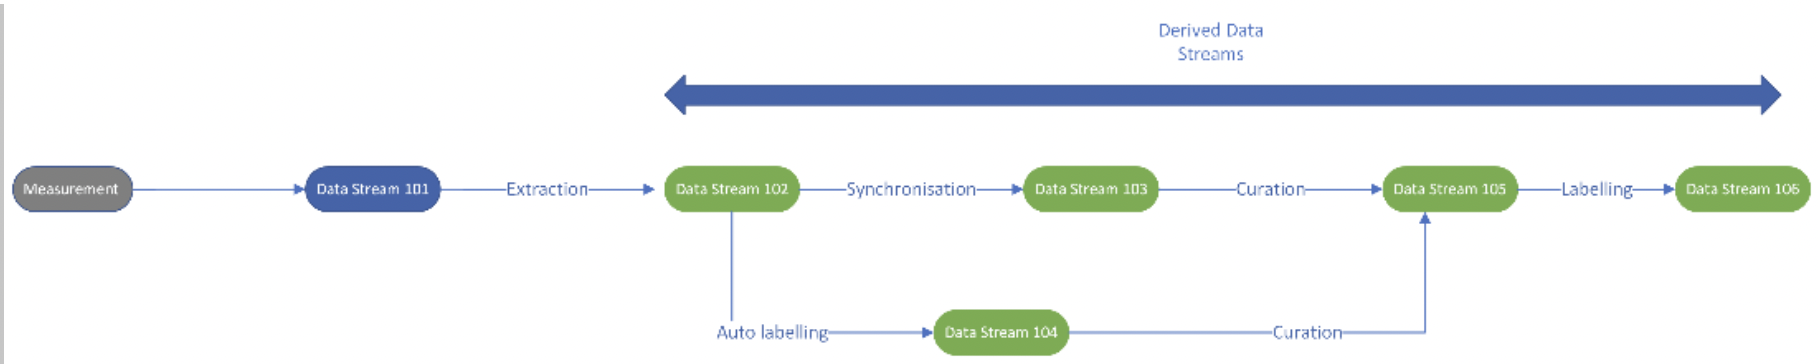 Derived Data
Streams
Measurement
Data Stream 101
Extraction
Data Stream 102
Synchronisation
Data Stream 103
Curation
Data Stream 105
Labelling
Data Stream 106
Auto labelling
Data Stream 104
Curation